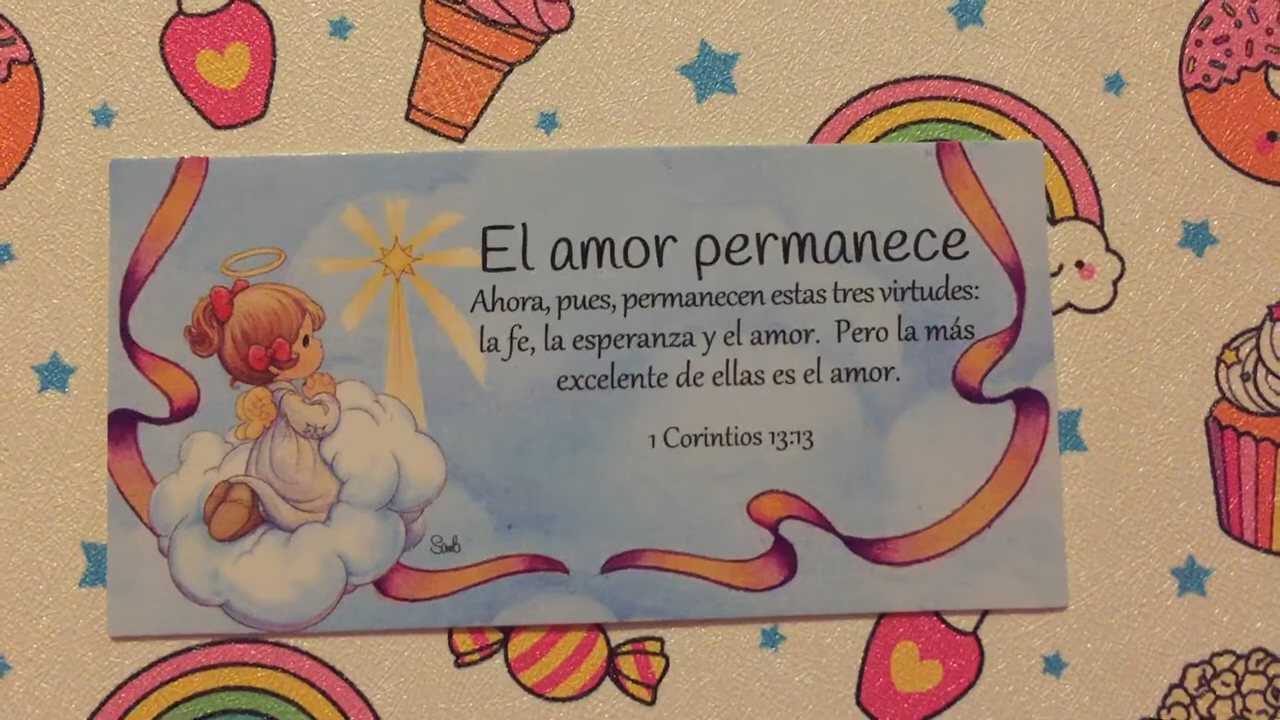 El amor permanece
Ahora, pues, permanecen estas tres virtudes:
la fe, la esperanza y el amor. Pero la más
excelente de ellas es el amor.
1 Corintios 13:13